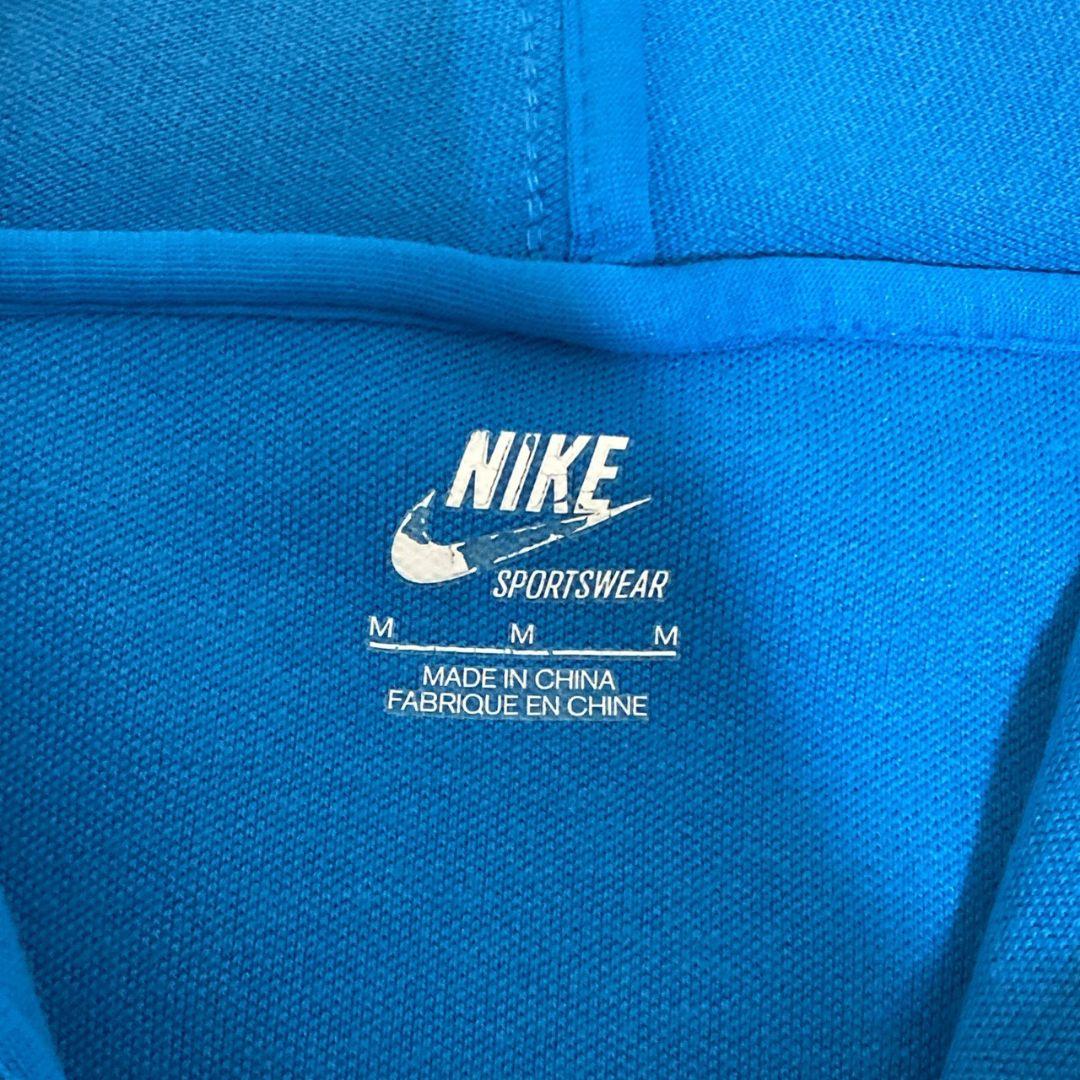 NIKE
SPORTSWEAR
M M M
MADE IN CHINA
FABRIQUE EN CHINE